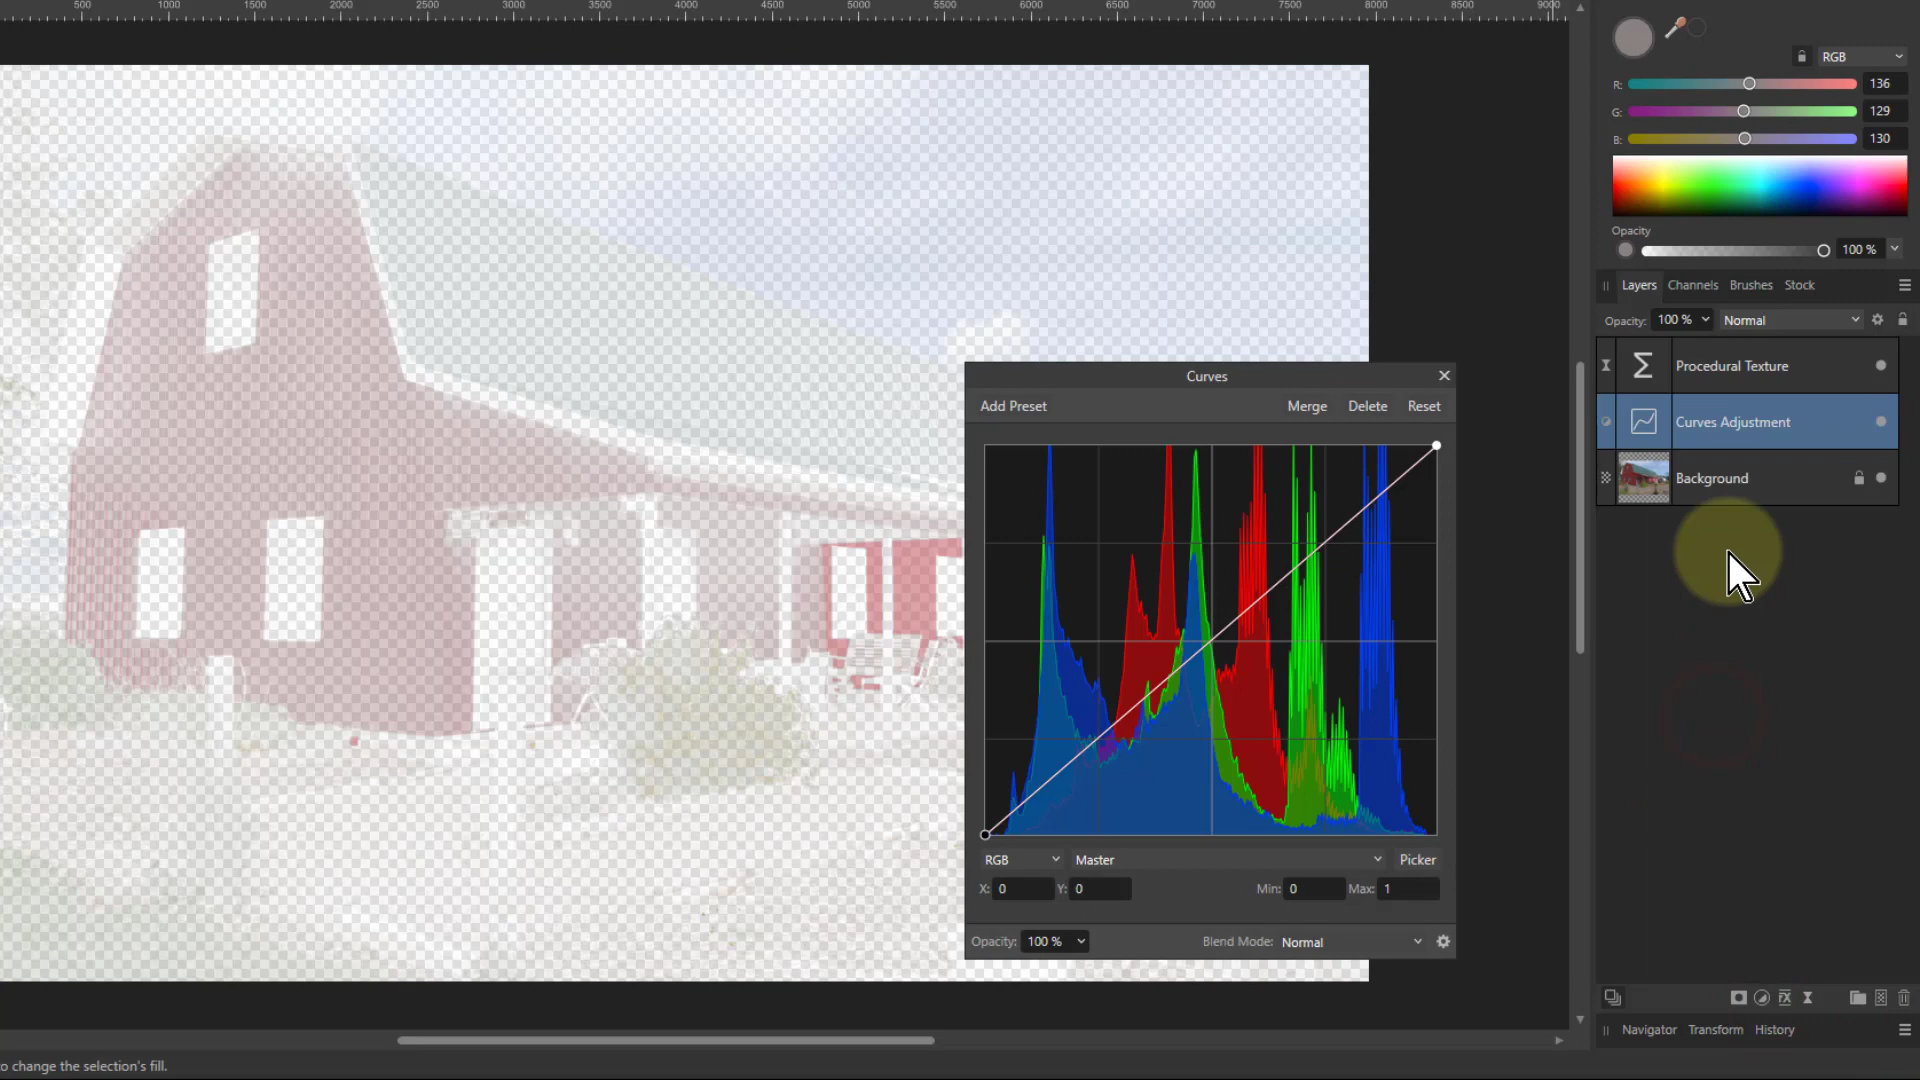 500 1000 1500 2000 2500 3000 3500 4000 4500 5000 5500 6000 6500 7000 7500 8000 8500 9000
RGB
R: 136
G: 129
B: 130
Opacity
100 %
Layers Channels Brushes Stock
Opacity: 100 % Normal
Procedural Texture
Curves Adjustment
Background
Curves
Add Preset Merge Delete Reset
RGB Master Picker
X: 0 Y: 0 Min: 0 Max: 1
Opacity: 100 % Blend Mode: Normal
Navigator Transform History
o change the selection's fill.